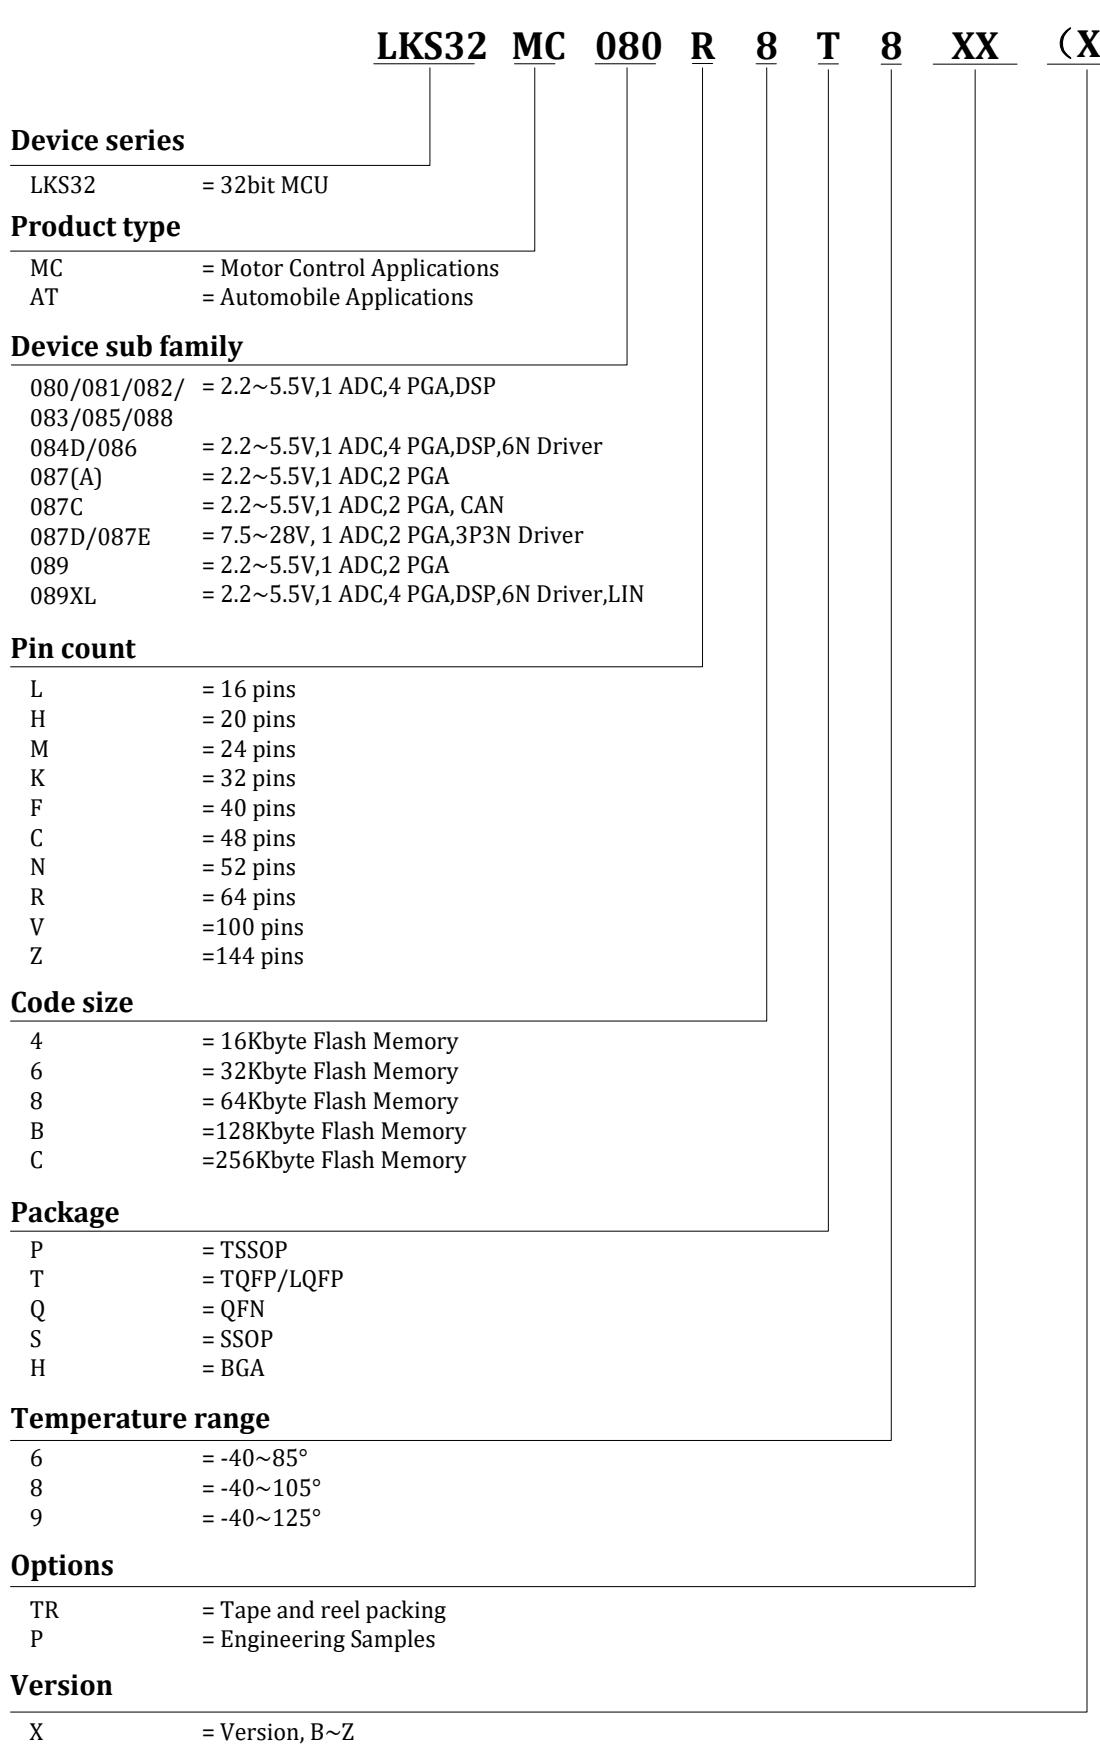 LKS32 MC 080 R 8 T 8 XX （X
Device series
LKS32 = 32bit MCU
Product type
MC = Motor Control Applications
AT = Automobile Applications
Device sub family
080/081/082/ = 2.2~5.5V,1 ADC,4 PGA,DSP
083/085/088
084D/086 = 2.2~5.5V,1 ADC,4 PGA,DSP,6N Driver
087(A) = 2.2~5.5V,1 ADC,2 PGA
087C = 2.2~5.5V,1 ADC,2 PGA, CAN
087D/087E = 7.5~28V, 1 ADC,2 PGA,3P3N Driver
089 = 2.2~5.5V,1 ADC,2 PGA
089XL = 2.2~5.5V,1 ADC,4 PGA,DSP,6N Driver,LIN
Pin count
L = 16 pins
H = 20 pins
M = 24 pins
K = 32 pins
F = 40 pins
C = 48 pins
N = 52 pins
R = 64 pins
V =100 pins
Z =144 pins
Code size
4 = 16Kbyte Flash Memory
6 = 32Kbyte Flash Memory
8 = 64Kbyte Flash Memory
B =128Kbyte Flash Memory
C =256Kbyte Flash Memory
Package
P = TSSOP
T = TQFP/LQFP
Q = QFN
S = SSOP
H = BGA
Temperature range
6 = -40~85°
8 = -40~105°
9 = -40~125°
Options
TR = Tape and reel packing
P = Engineering Samples
Version
X = Version, B~Z